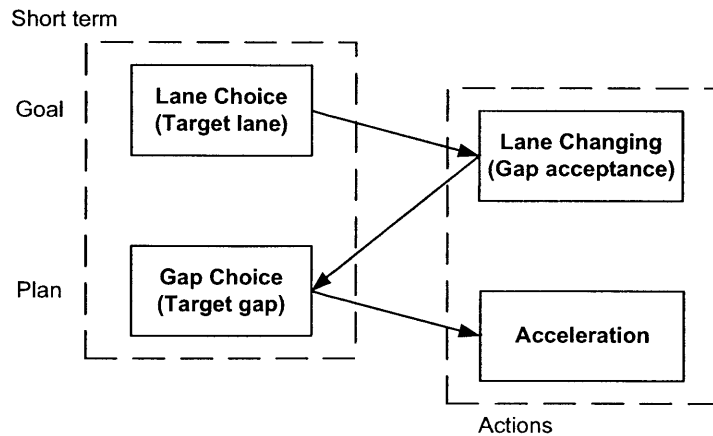 Short term
Goal
Lane Choice
(Target lane)
Lane Changing
(Gap acceptance)
Plan
Gap Choice
(Target gap)
Acceleration
Actions